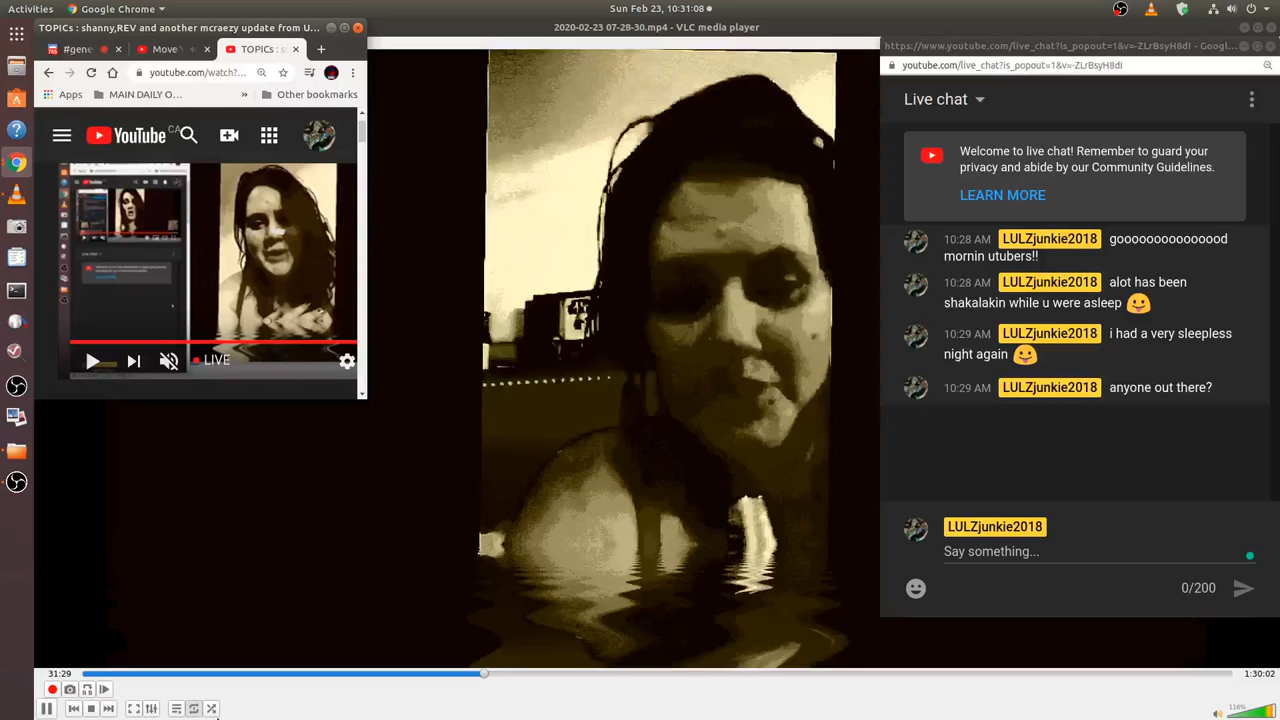 Activities
Google Chrome
Sun Feb 23, 10:31:08
TOPICS : shanny,REV and another mcraezy update from U...
2020-02-23 07-28-30.mp4 - VLC media player
https://www.youtube.com/live_chat?is_popout=1&v=-ZLrBsyH8dI - Googl...
#gene
Move
TOPICs : s
youtube.com/watch?...
youtube.com/live_chat?is_popout=1&v=-ZLrBsyH8dI
Apps
MAIN DAILY O...
»
Other bookmarks
YouTube CA
LIVE
Live chat
Welcome to live chat! Remember to guard your
privacy and abide by our Community Guidelines.
LEARN MORE
10:28 AM LULZjunkie2018 gooooooooooooood
mornin utubers!!
10:28 AM LULZjunkie2018 alot has been
shakalakin while u were asleep
10:29 AM LULZjunkie2018 i had a very sleepless
night again
10:29 AM LULZjunkie2018 anyone out there?
LULZjunkie2018
Say something...
0/200
31:29
1:30:02
116%